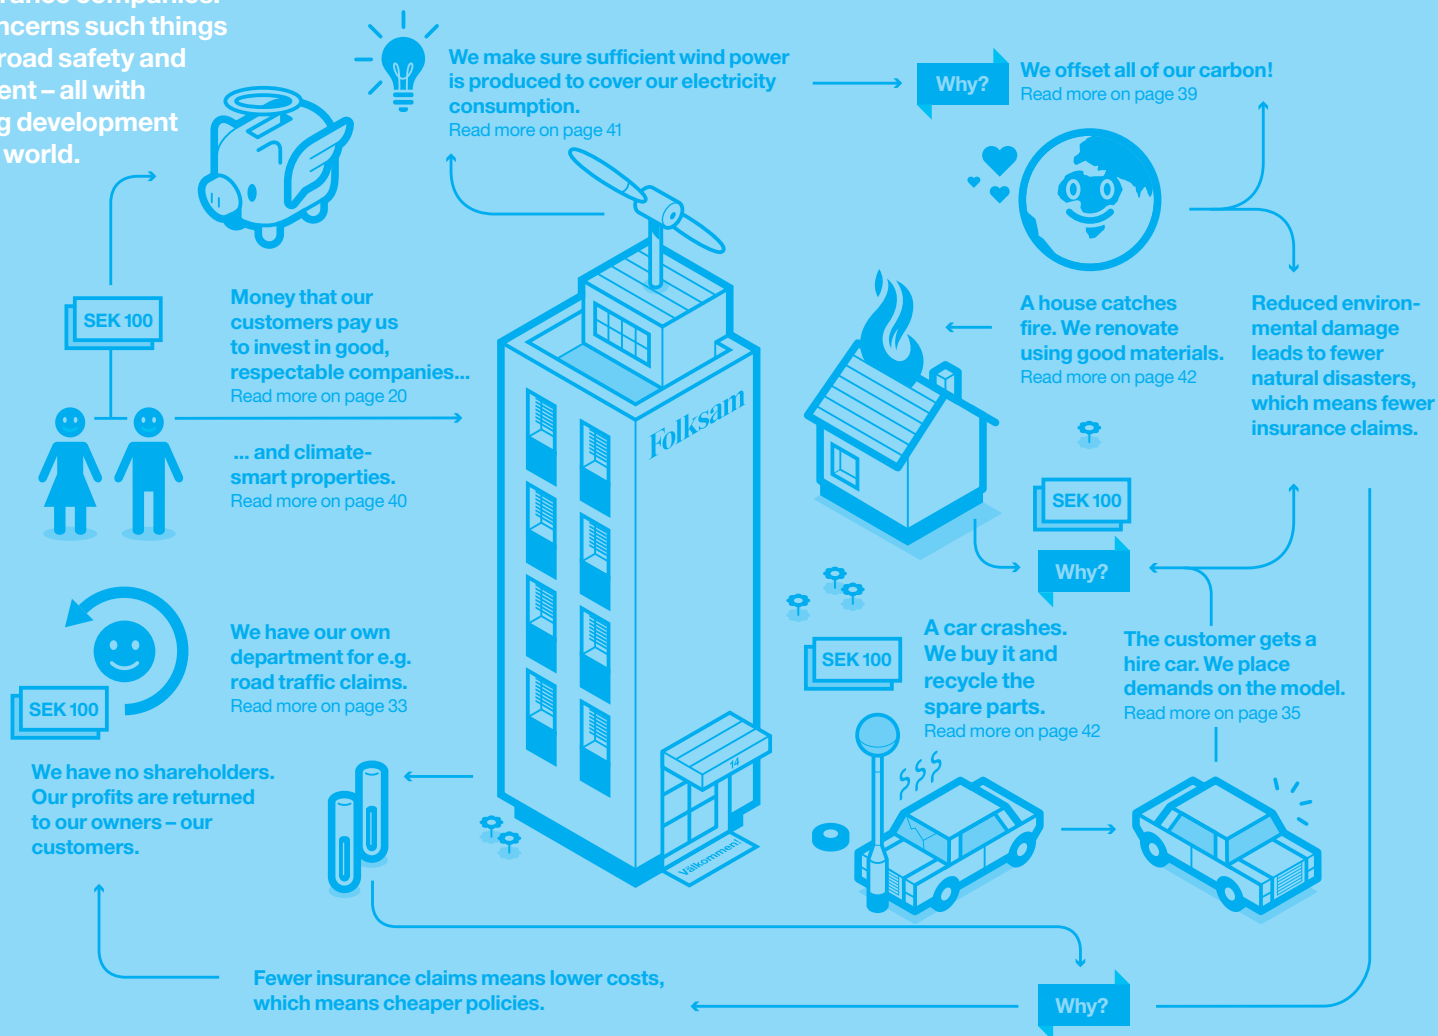 ncerns such things
road safety and
ent – all with
g development
world.
We make sure sufficient wind power
is produced to cover our electricity
consumption.
Read more on page 41
Why?
We offset all of our carbon!
Read more on page 39
SEK 100
Money that our
customers pay us
to invest in good,
respectable companies...
Read more on page 20
... and climate-
smart properties.
Read more on page 40
Folksam
A house catches
fire. We renovate
using good materials.
Read more on page 42
Reduced environ-
mental damage
leads to fewer
natural disasters,
which means fewer
insurance claims.
SEK 100
Why?
We have our own
department for e.g.
road traffic claims.
Read more on page 33
SEK 100
We have no shareholders.
Our profits are returned
to our owners – our
customers.
14
Välkommen!
SEK 100
A car crashes.
We buy it and
recycle the
spare parts.
Read more on page 42
The customer gets a
hire car. We place
demands on the model.
Read more on page 35
Fewer insurance claims means lower costs,
which means cheaper policies.
Why?